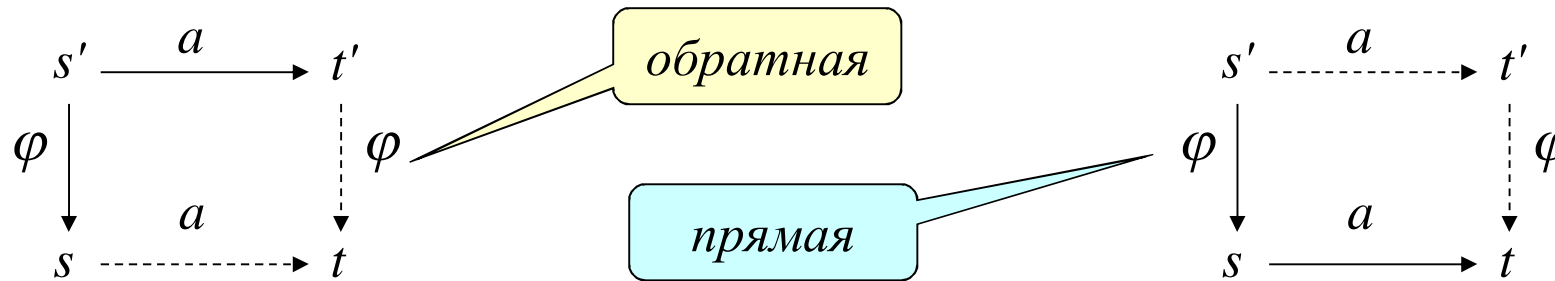 a
s′ t′
φ φ
a
s t
обратная
прямая
a
s′ t′
φ φ
a
s t